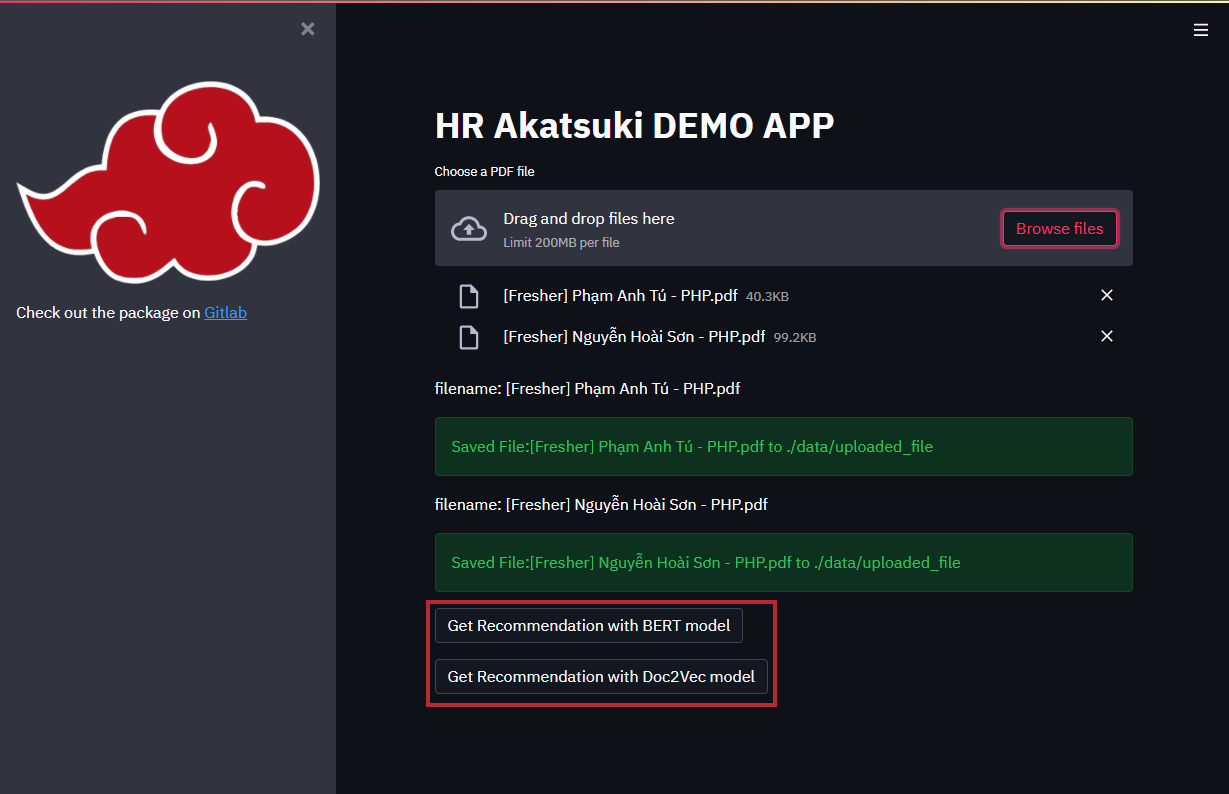 HR Akatsuki DEMO APP
Choose a PDF file
Drag and drop files here
Limit 200MB per file
Browse files
[Fresher] Phạm Anh Tú - PHP.pdf 40.3KB
[Fresher] Nguyễn Hoài Sơn - PHP.pdf 99.2KB
Check out the package on Gitlab
filename: [Fresher] Phạm Anh Tú - PHP.pdf
Saved File:[Fresher] Phạm Anh Tú - PHP.pdf to ./data/uploaded_file
filename: [Fresher] Nguyễn Hoài Sơn - PHP.pdf
Saved File:[Fresher] Nguyễn Hoài Sơn - PHP.pdf to ./data/uploaded_file
Get Recommendation with BERT model
Get Recommendation with Doc2Vec model